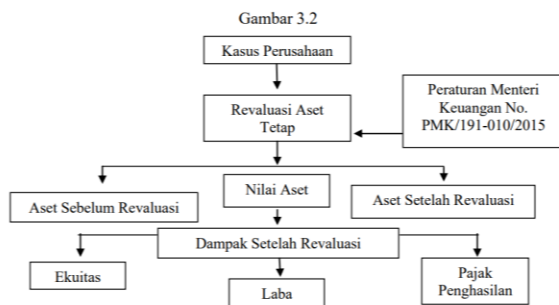 Gambar 3.2
Kasus Perusahaan
Revaluasi Aset
Tetap
Peraturan Menteri
Keuangan No.
PMK/191-010/2015
Aset Sebelum Revaluasi
Nilai Aset
Aset Setelah Revaluasi
Dampak Setelah Revaluasi
Ekuitas
Laba
Pajak
Penghasilan